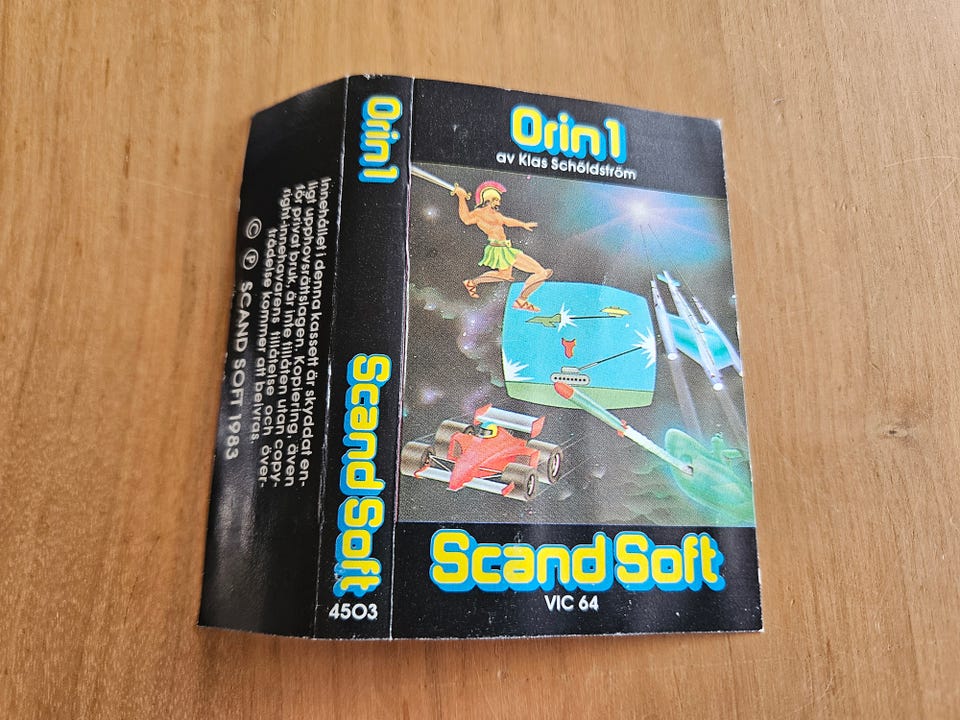 Innehållet i denna kassett är skyddat en-
ligt upphovsrättslagen. Kopiering, även
för privat bruk, är inte tillåten utan copy-
right-innehavarens tillåtelse och över-
trädelse kommer att beivras.
© ℗ SCAND SOFT 1983
Orin 1
Scand Soft
4503
Orin 1
av Klas Schöldström
Scand Soft
VIC 64